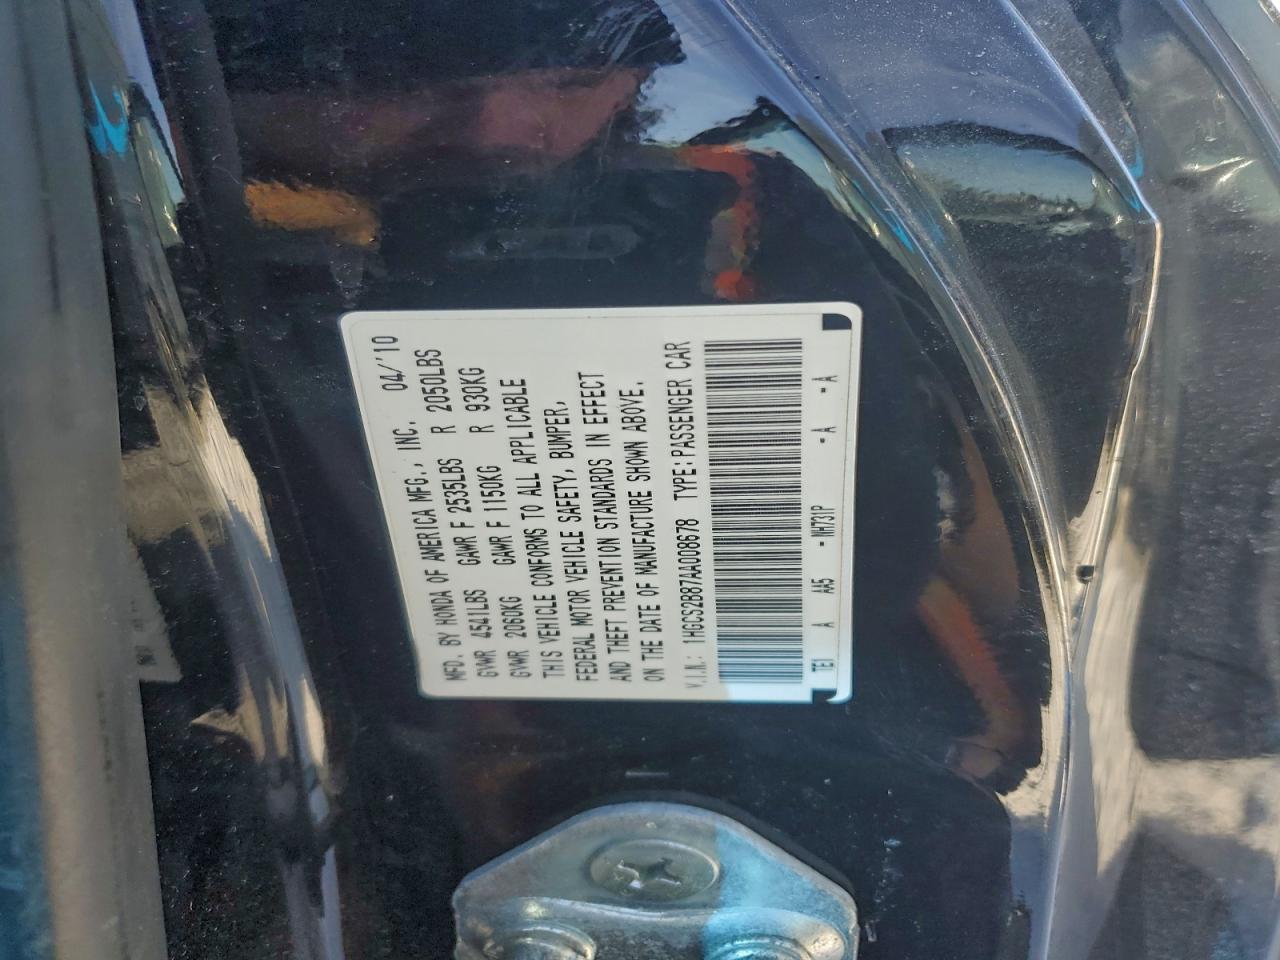 MFD. BY HONDA OF AMERICA MFG., INC. 04/'10
GVWR 4541LBS GAWR F 2535LBS R 2050LBS
GVWR 2060KG GAWR F 1150KG R 930KG
THIS VEHICLE CONFORMS TO ALL APPLICABLE
FEDERAL MOTOR VEHICLE SAFETY, BUMPER,
AND THEFT PREVENTION STANDARDS IN EFFECT
ON THE DATE OF MANUFACTURE SHOWN ABOVE.
V.I.N.: 1HGCS2B87AA008678 TYPE:PASSENGER CAR
TE1 A AA5 - NH731P - A - A